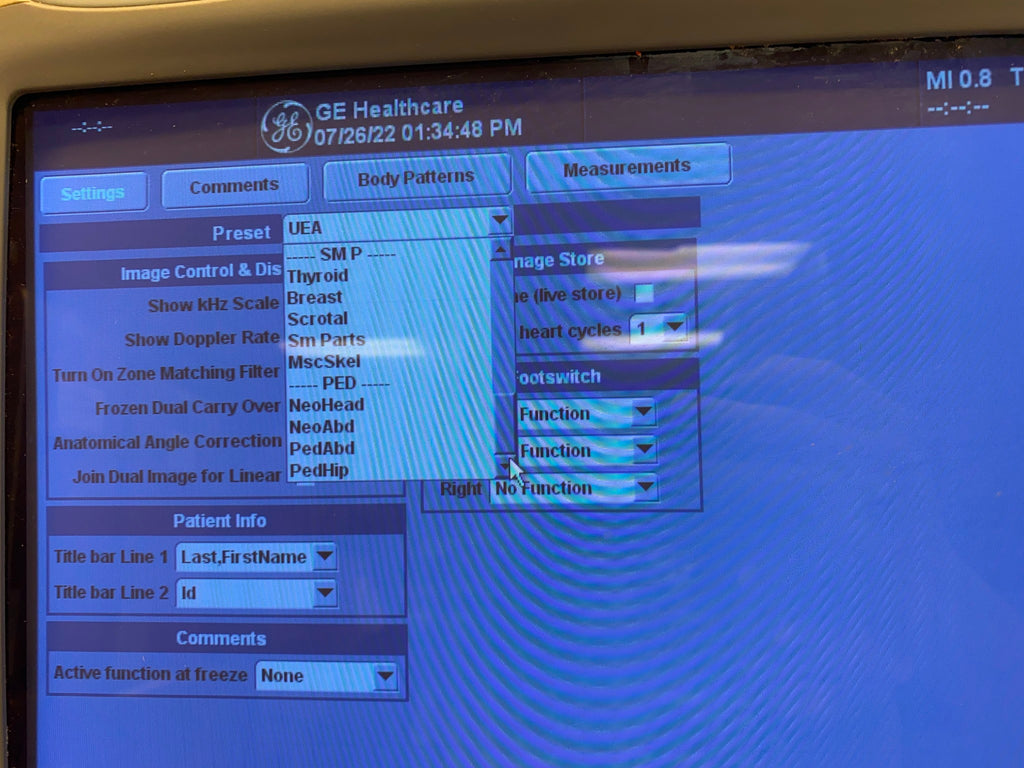 --:--:--
GE Healthcare
MI 0.8 T
07/26/22 01:34:48 PM
--:--:--
Settings Comments Body Patterns Measurements
Preset UEA
----- SM P -----
Thyroid
Breast
Scrotal
Sm Parts
MscSkel
----- PED -----
NeoHead
NeoAbd
PedAbd
PedHip
Image Control & Dis
Show kHz Scale
Show Doppler Rate
Turn On Zone Matching Filter
Frozen Dual Carry Over
Anatomical Angle Correction
Join Dual Image for Linear
mage Store
e (live store)
heart cycles 1
ootswitch
Function
Function
Right No Function
Patient Info
Title bar Line 1 Last,FirstName
Title bar Line 2 Id
Comments
Active function at freeze None